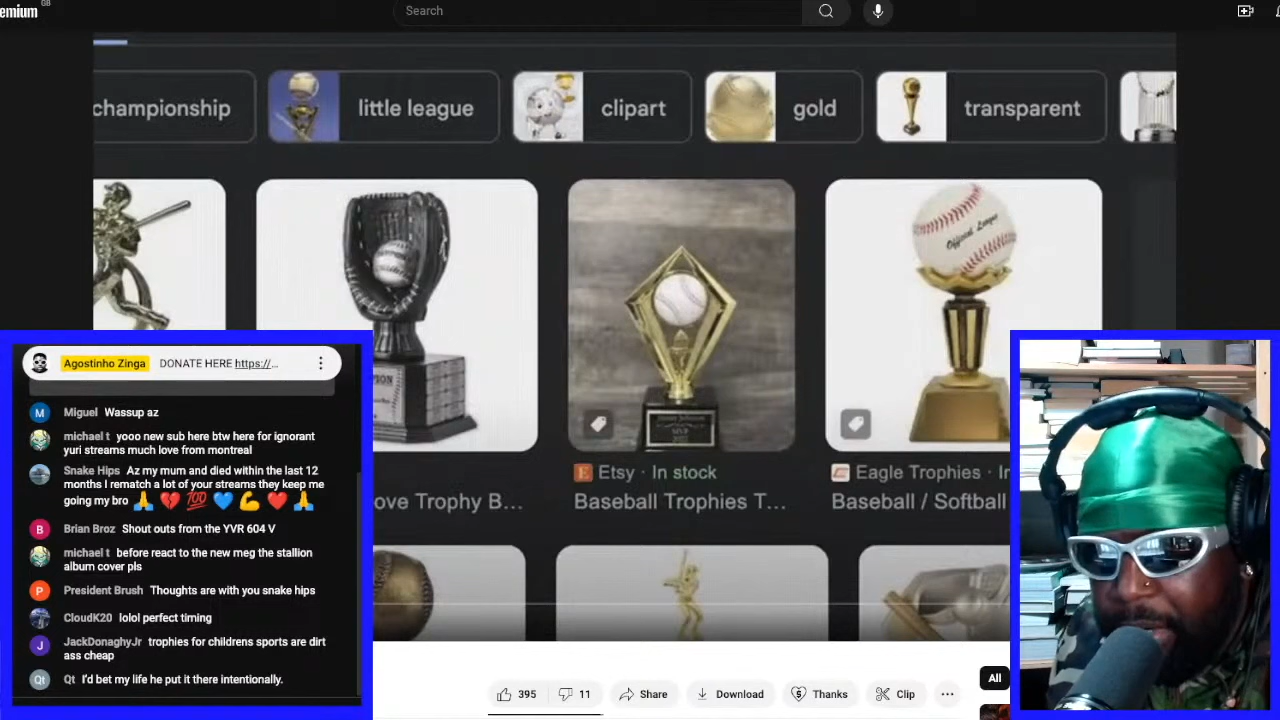 emium GB
Search
championship
little league
clipart
gold
transparent
Official League
Etsy · In stock
Eagle Trophies · In
ove Trophy B...
Baseball Trophies T...
Baseball / Softball
Agostinho Zinga DONATE HERE https://...
Miguel Wassup az
michael t yooo new sub here btw here for ignorant
yuri streams much love from montreal
Snake Hips Az my mum and died within the last 12
months I rematch a lot of your streams they keep me
going my bro 🙏 💔 💯 💙 💪 ❤️ 🙏
Brian Broz Shout outs from the YVR 604 V
michael t before react to the new meg the stallion
album cover pls
President Brush Thoughts are with you snake hips
CloudK20 lolol perfect timing
JackDonaghyJr trophies for childrens sports are dirt
ass cheap
Qt I'd bet my life he put it there intentionally.
395
11
Share
Download
Thanks
Clip
All